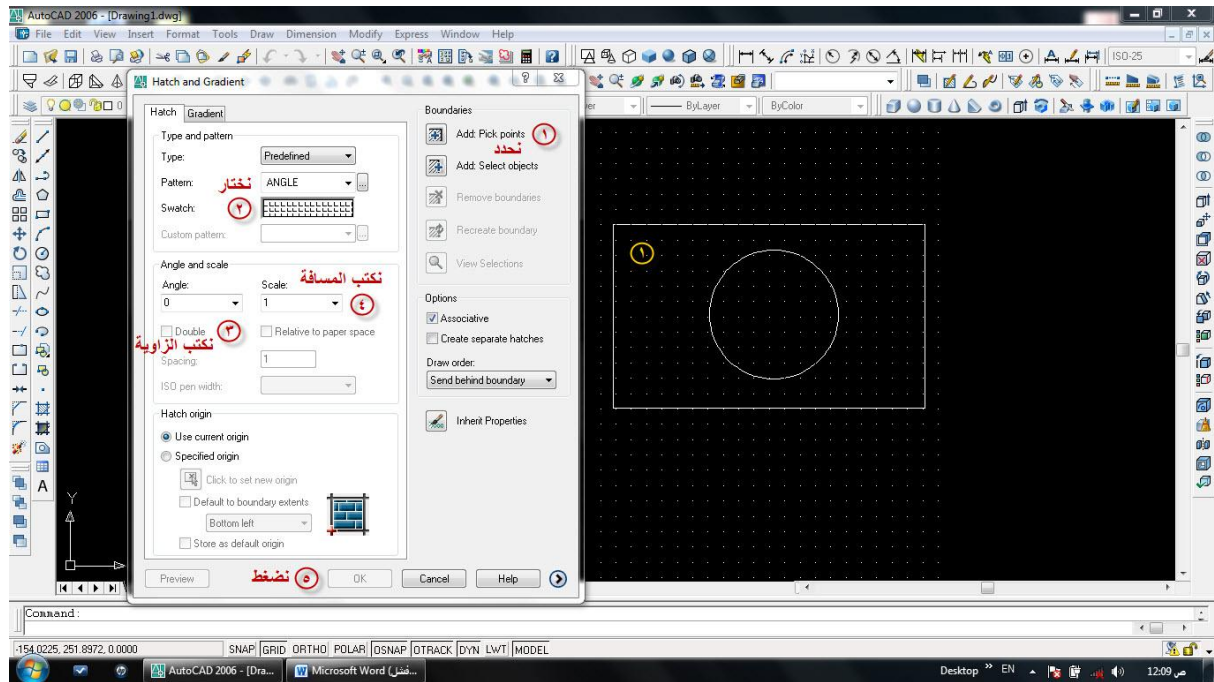 AutoCAD 2006 - [Drawing1.dwg]
File Edit View Insert Format Tools Draw Dimension Modify Express Window Help
ISO-25
ByLayer
ByColor
Hatch and Gradient
Hatch
Gradient
Type and pattern
Type:
Predefined
Pattern:
نختار
ANGLE
...
Swatch:
٢
Custom pattern:
...
Angle and scale
Angle:
Scale:
نكتب المسافة
0
1
٤
Double
٣
نكتب الزاوية
Relative to paper space
Spacing:
1
ISO pen width:
Hatch origin
Use current origin
Specified origin
Click to set new origin
Default to boundary extents
Bottom left
Store as default origin
Boundaries
Add: Pick points
١
نحدد
Add: Select objects
Remove boundaries
Recreate boundary
View Selections
Options
Associative
Create separate hatches
Draw order:
Send behind boundary
Inherit Properties
Preview
نضغط
٥
OK
Cancel
Help
١
A
Y
Command:
-154.0225, 251.8972, 0.0000
SNAP GRID ORTHO POLAR OSNAP OTRACK DYN LWT MODEL
AutoCAD 2006 - [Dra...
Microsoft Word (فشل...
Desktop
EN
12:09 ص